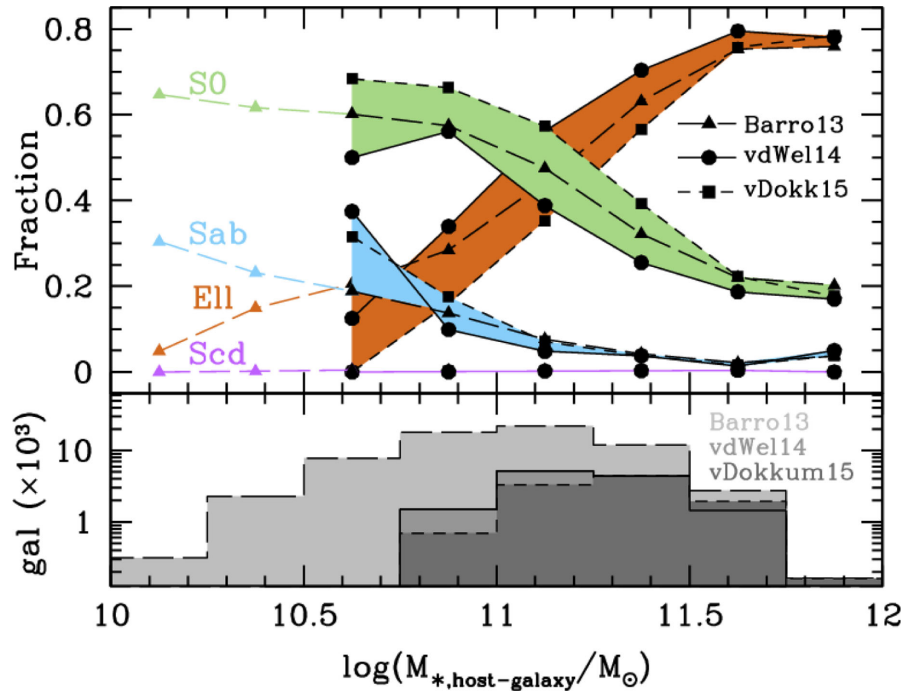 0.8
S0
0.6
Barro13
vdWel14
vDokk15
Fraction
0.4
Sab
0.2
Ell
Scd
0
Barro13
vdWel14
vDokkum15
gal (×10³)
10
1
10 10.5 11 11.5 12
log(M*,host-galaxy/M⊙)